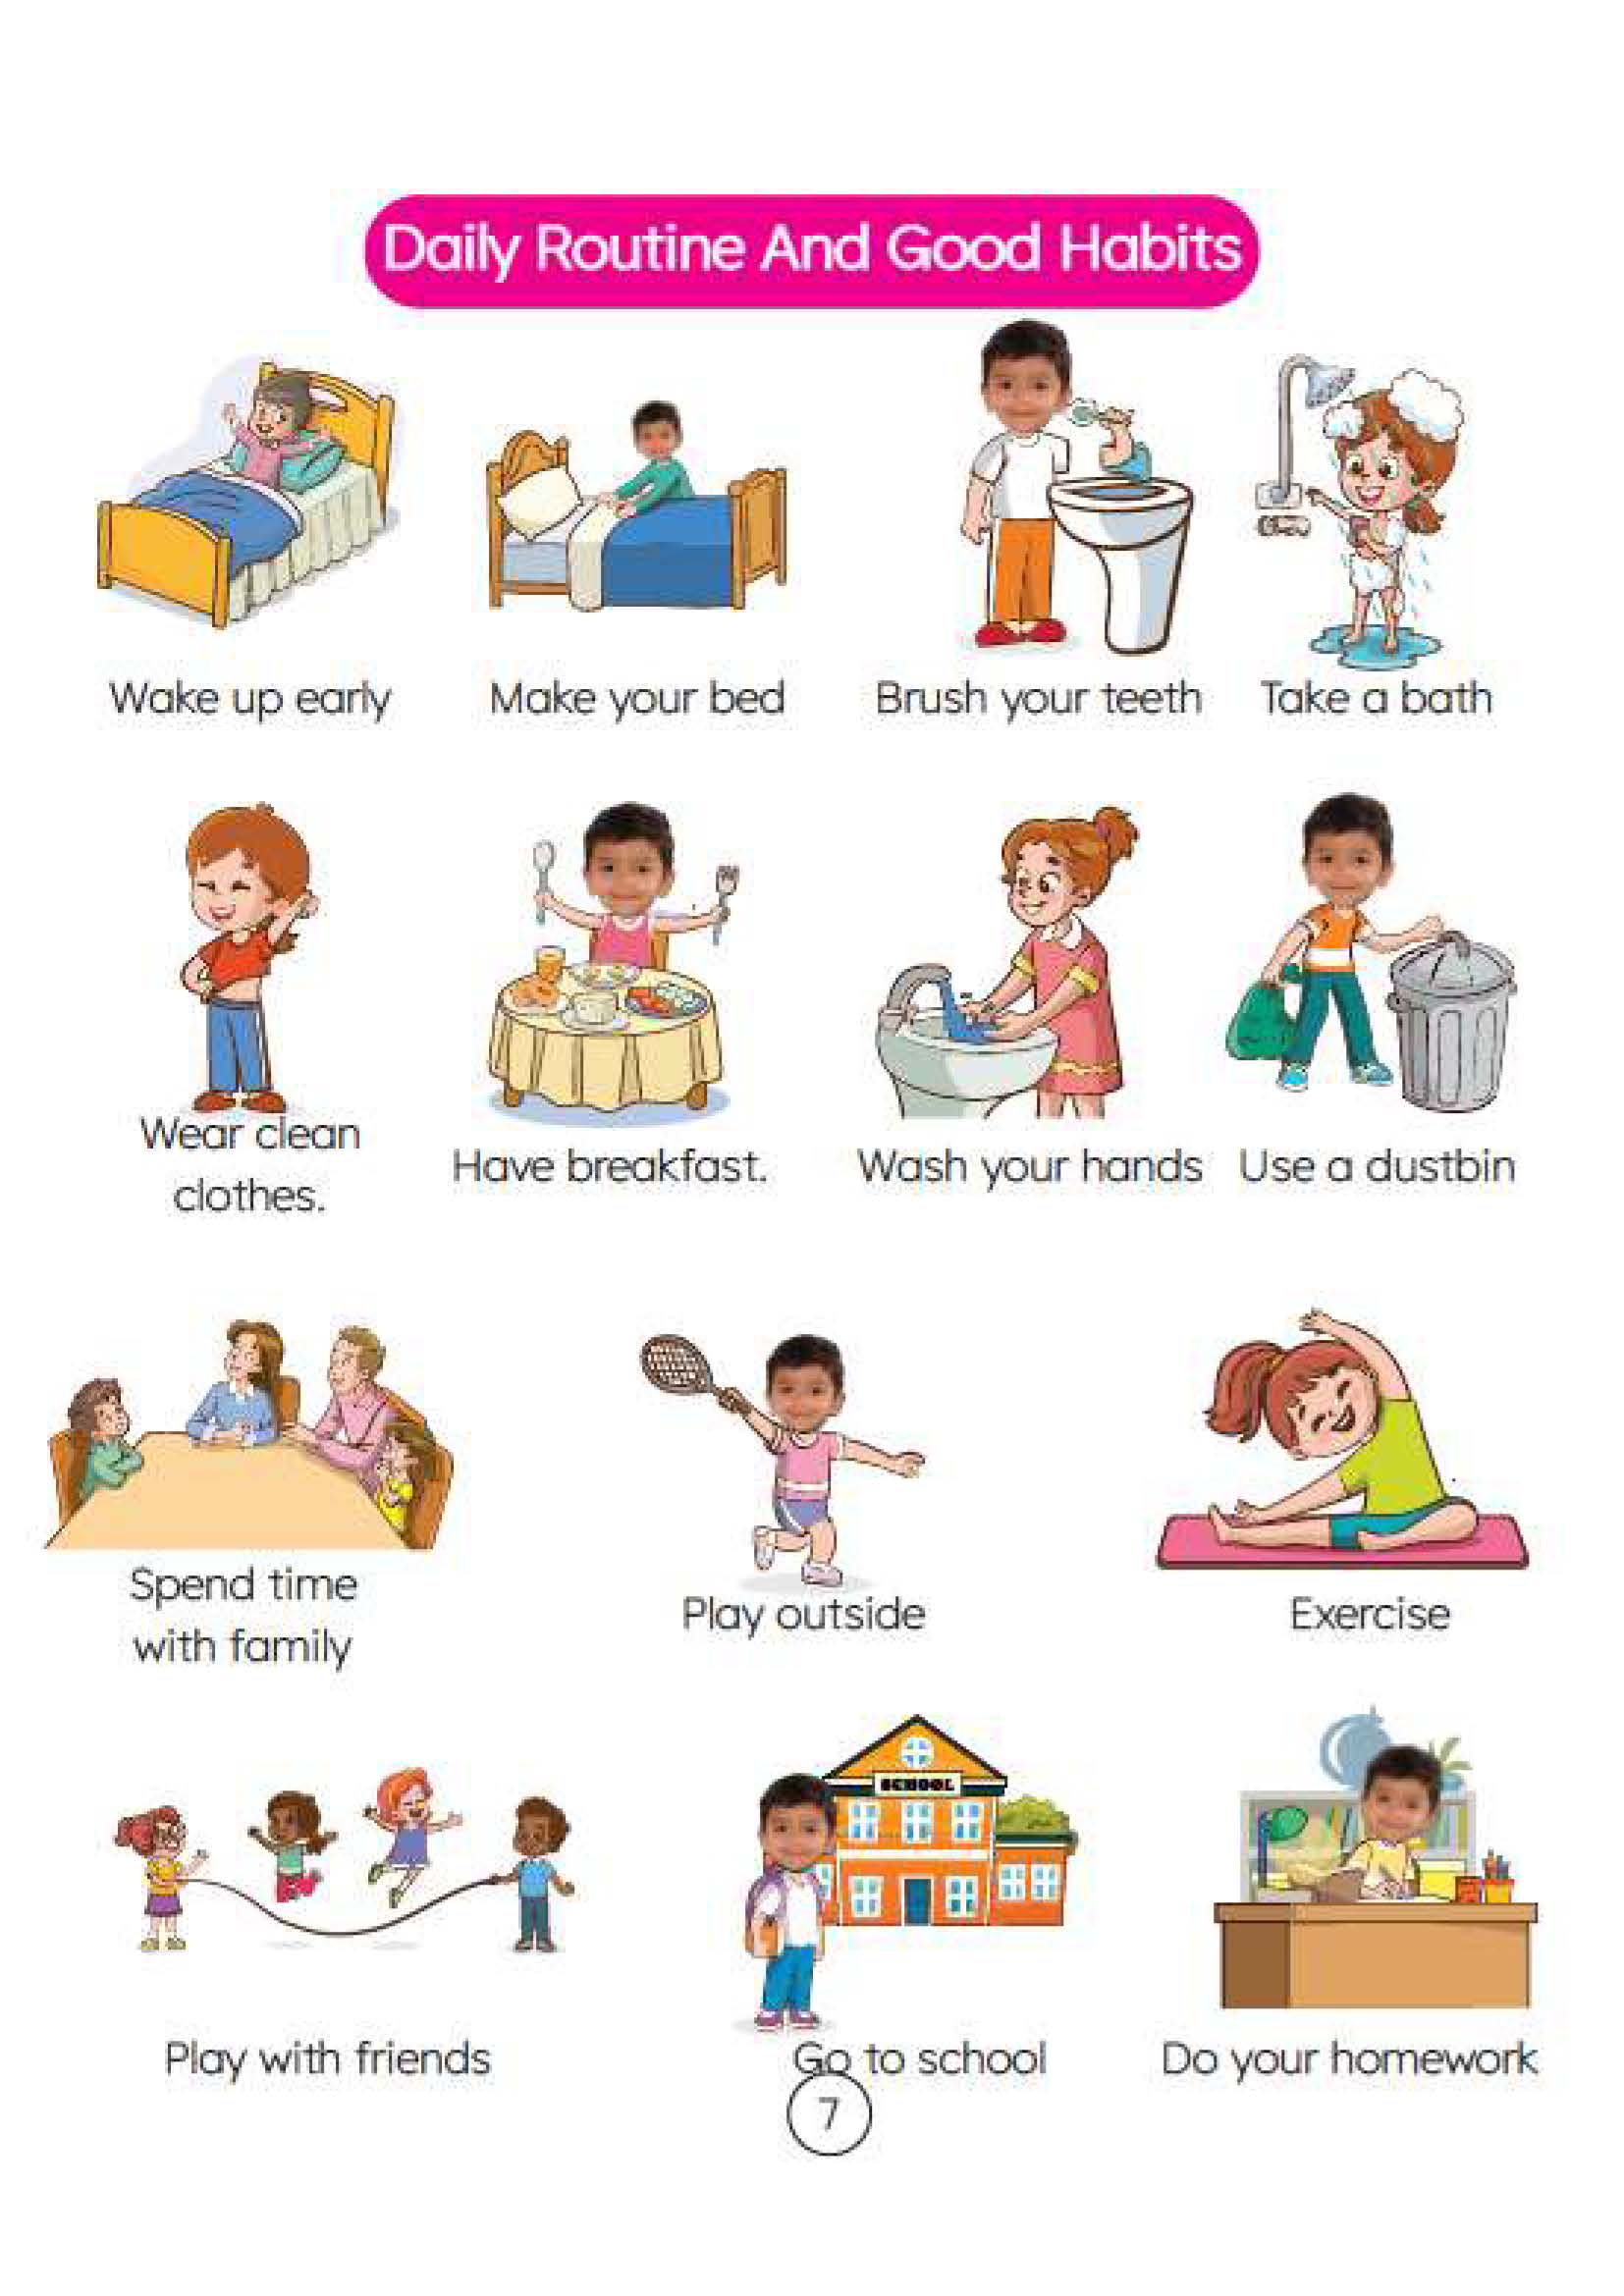 Daily Routine And Good Habits
Wake up early
Make your bed
Brush your teeth
Take a bath
Wear clean
clothes.
Have breakfast.
Wash your hands
Use a dustbin
Spend time
with family
Play outside
Exercise
SCHOOL
Play with friends
Go to school
Do your homework
7